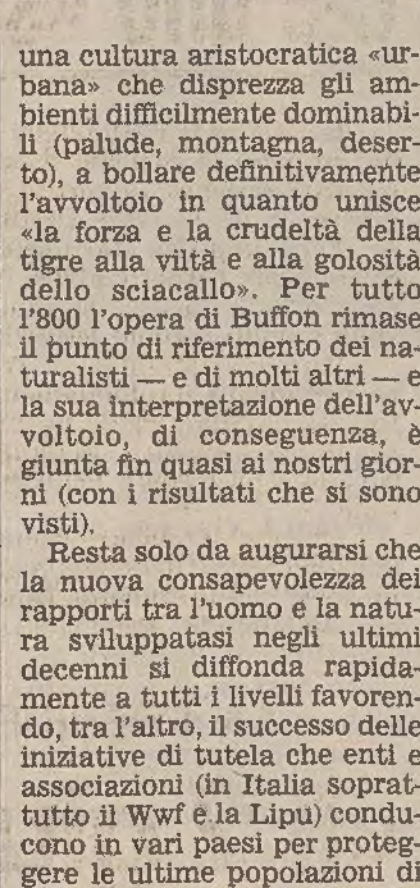 una cultura aristocratica «ur-
bana» che disprezza gli am-
bienti difficilmente dominabi-
li (palude, montagna, deser-
to), a bollare definitivamente
l'avvoltoio in quanto unisce
«la forza e la crudeltà della
tigre alla viltà e alla golosità
dello sciacallo». Per tutto
l'800 l'opera di Buffon rimase
il punto di riferimento dei na-
turalisti — e di molti altri — e
la sua interpretazione dell'av-
voltoio, di conseguenza, è
giunta fin quasi ai nostri gior-
ni (con i risultati che si sono
visti).
Resta solo da augurarsi che
la nuova consapevolezza dei
rapporti tra l'uomo e la natu-
ra sviluppatasi negli ultimi
decenni si diffonda rapida-
mente a tutti i livelli favoren-
do, tra l'altro, il successo delle
iniziative di tutela che enti e
associazioni (in Italia soprat-
tutto il Wwf e la Lipu) condu-
cono in vari paesi per proteg-
gere le ultime popolazioni di